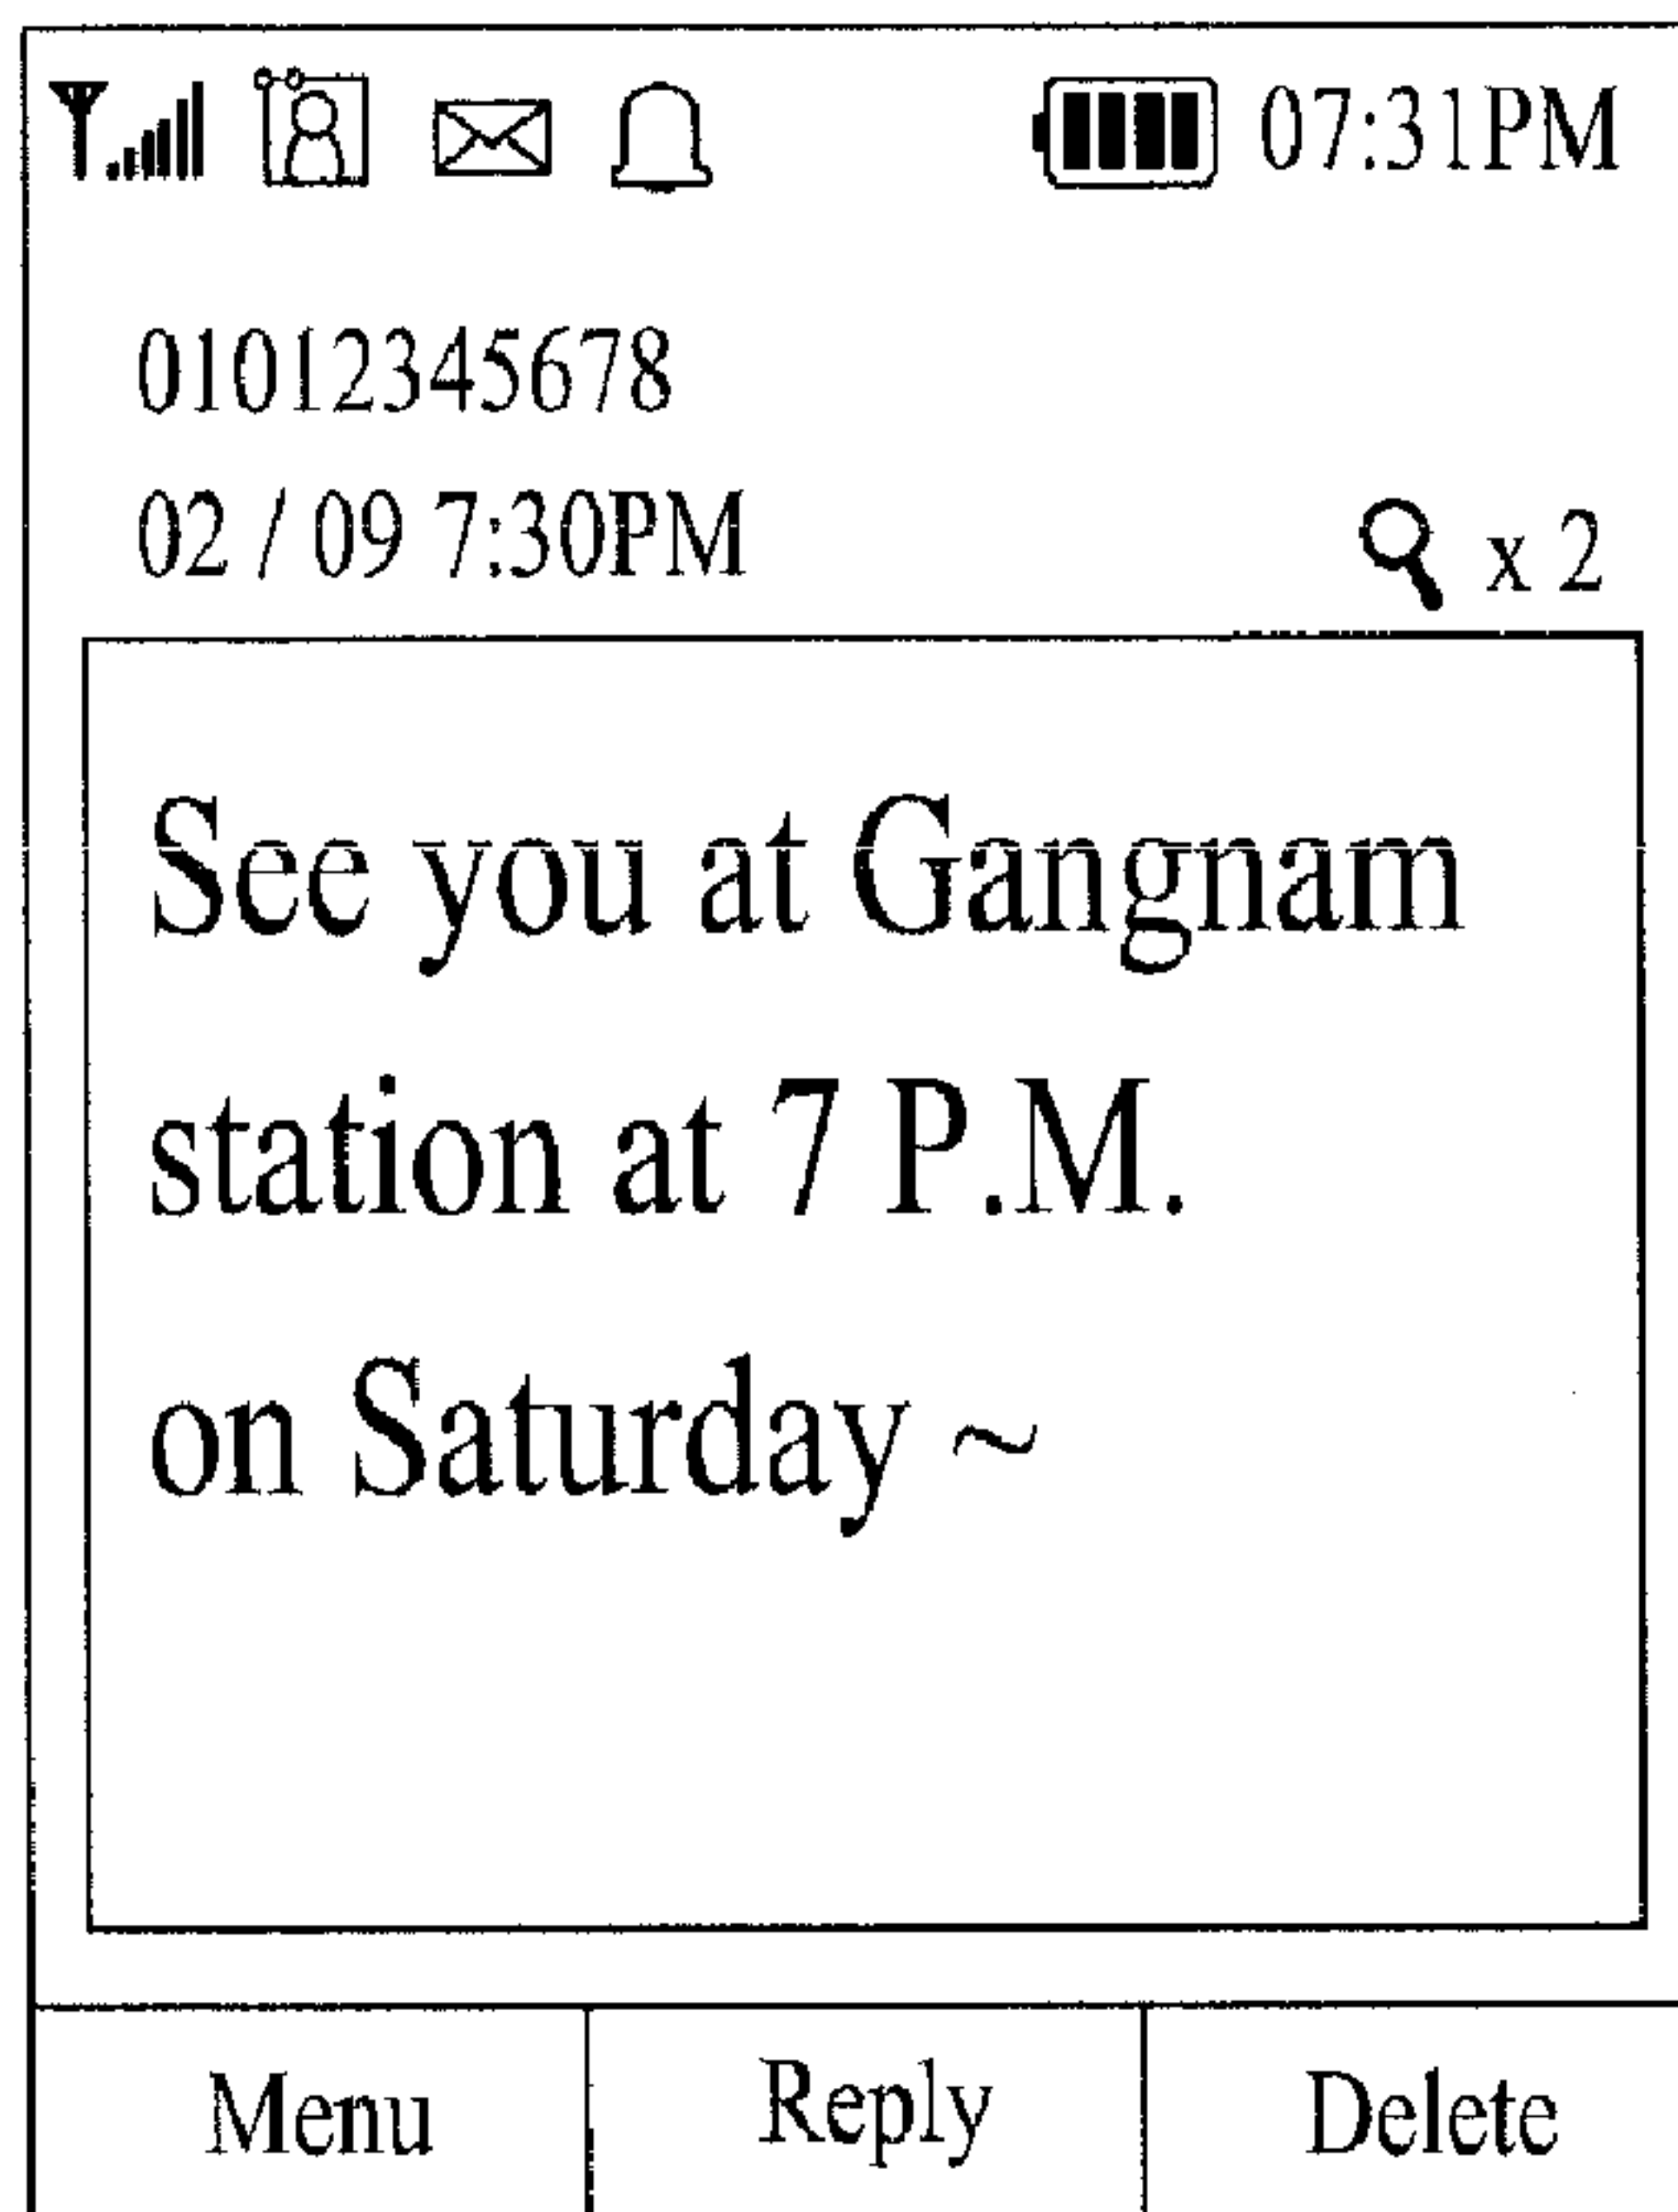 07:31PM
01012345678
02 / 09 7:30PM
x 2
See you at Gangnam
station at 7 P.M.
on Saturday ~
Menu
Reply
Delete